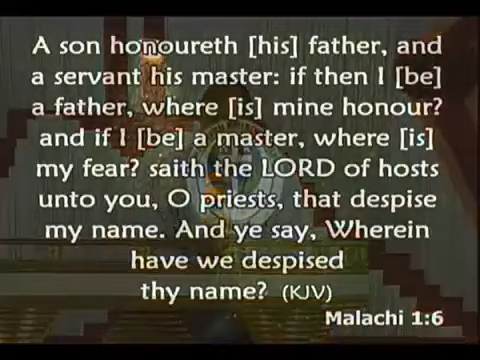 A son honoureth [his] father, and
a servant his master: if then I [be]
a father, where [is] mine honour?
and if I [be] a master, where [is]
my fear? saith the LORD of hosts
unto you, O priests, that despise
my name. And ye say, Wherein
have we despised
thy name? (KJV)
Malachi 1:6